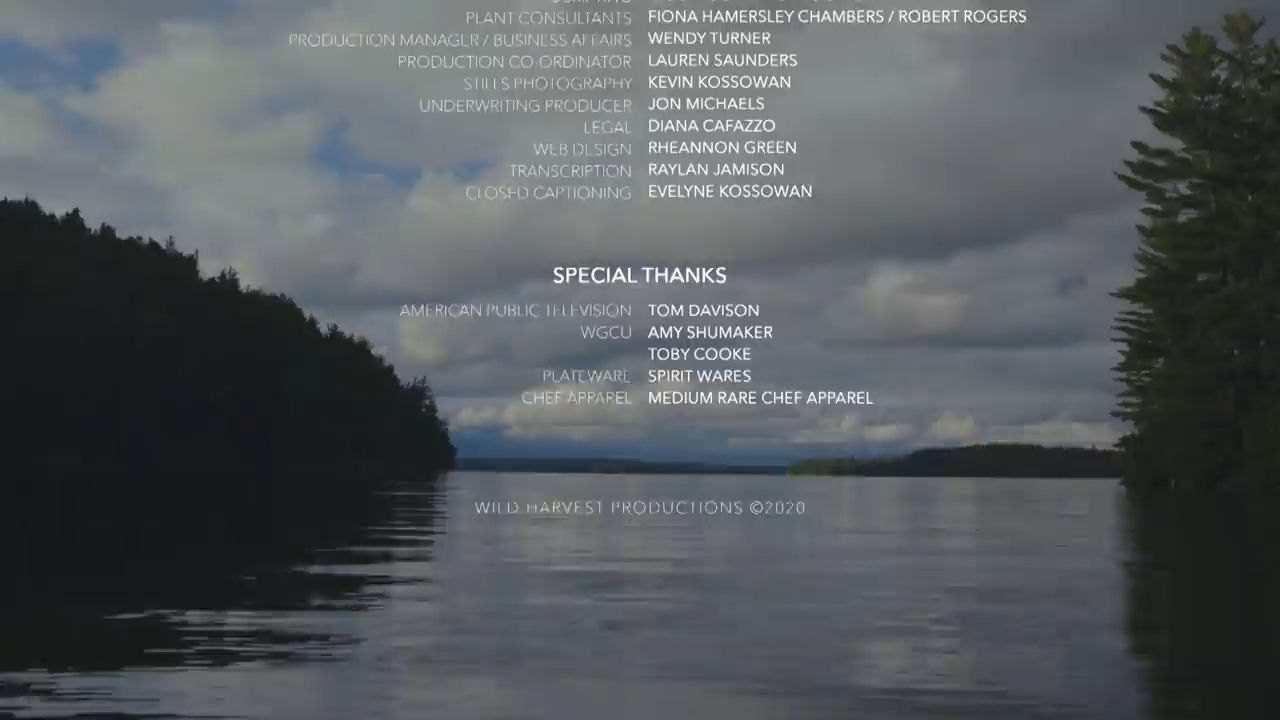 PLANT CONSULTANTS FIONA HAMERSLEY CHAMBERS / ROBERT ROGERS
PRODUCTION MANAGER / BUSINESS AFFAIRS WENDY TURNER
PRODUCTION CO-ORDINATOR LAUREN SAUNDERS
STILLS PHOTOGRAPHY KEVIN KOSSOWAN
UNDERWRITING PRODUCER JON MICHAELS
LEGAL DIANA CAFAZZO
WEB DESIGN RHEANNON GREEN
TRANSCRIPTION RAYLAN JAMISON
CLOSED CAPTIONING EVELYNE KOSSOWAN
SPECIAL THANKS
AMERICAN PUBLIC TELEVISION TOM DAVISON
WGCU AMY SHUMAKER
TOBY COOKE
PLATEWARE SPIRIT WARES
CHEF APPAREL MEDIUM RARE CHEF APPAREL
WILD HARVEST PRODUCTIONS ©2020